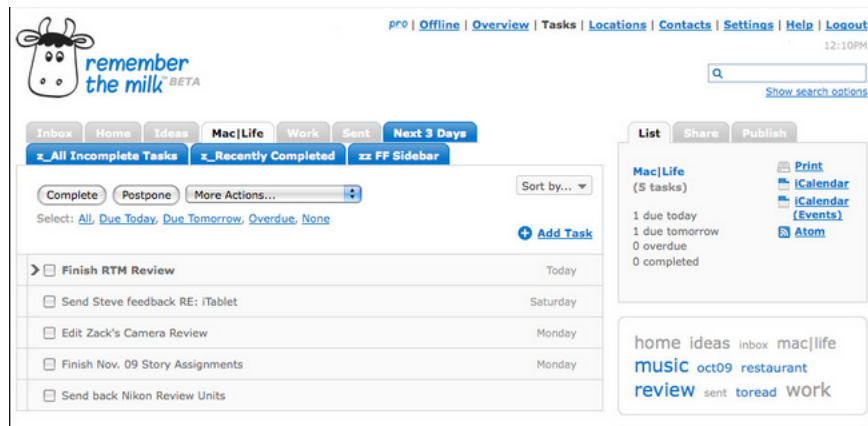 pro | Offline | Overview | Tasks | Locations | Contacts | Settings | Help | Logout
12:10PM
remember
the milk™ BETA
Show search options
Inbox Home Ideas Mac|Life Work Sent Next 3 Days
z_All Incomplete Tasks z_Recently Completed zz FF Sidebar
Complete Postpone More Actions...
Sort by...
Select: All, Due Today, Due Tomorrow, Overdue, None
Add Task
Finish RTM Review Today
Send Steve feedback RE: iTablet Saturday
Edit Zack's Camera Review Monday
Finish Nov. 09 Story Assignments Monday
Send back Nikon Review Units
List Share Publish
Mac|Life
(5 tasks)
1 due today
1 due tomorrow
0 overdue
0 completed
Print
iCalendar
iCalendar
(Events)
Atom
home ideas inbox mac|life
music oct09 restaurant
review sent toread work